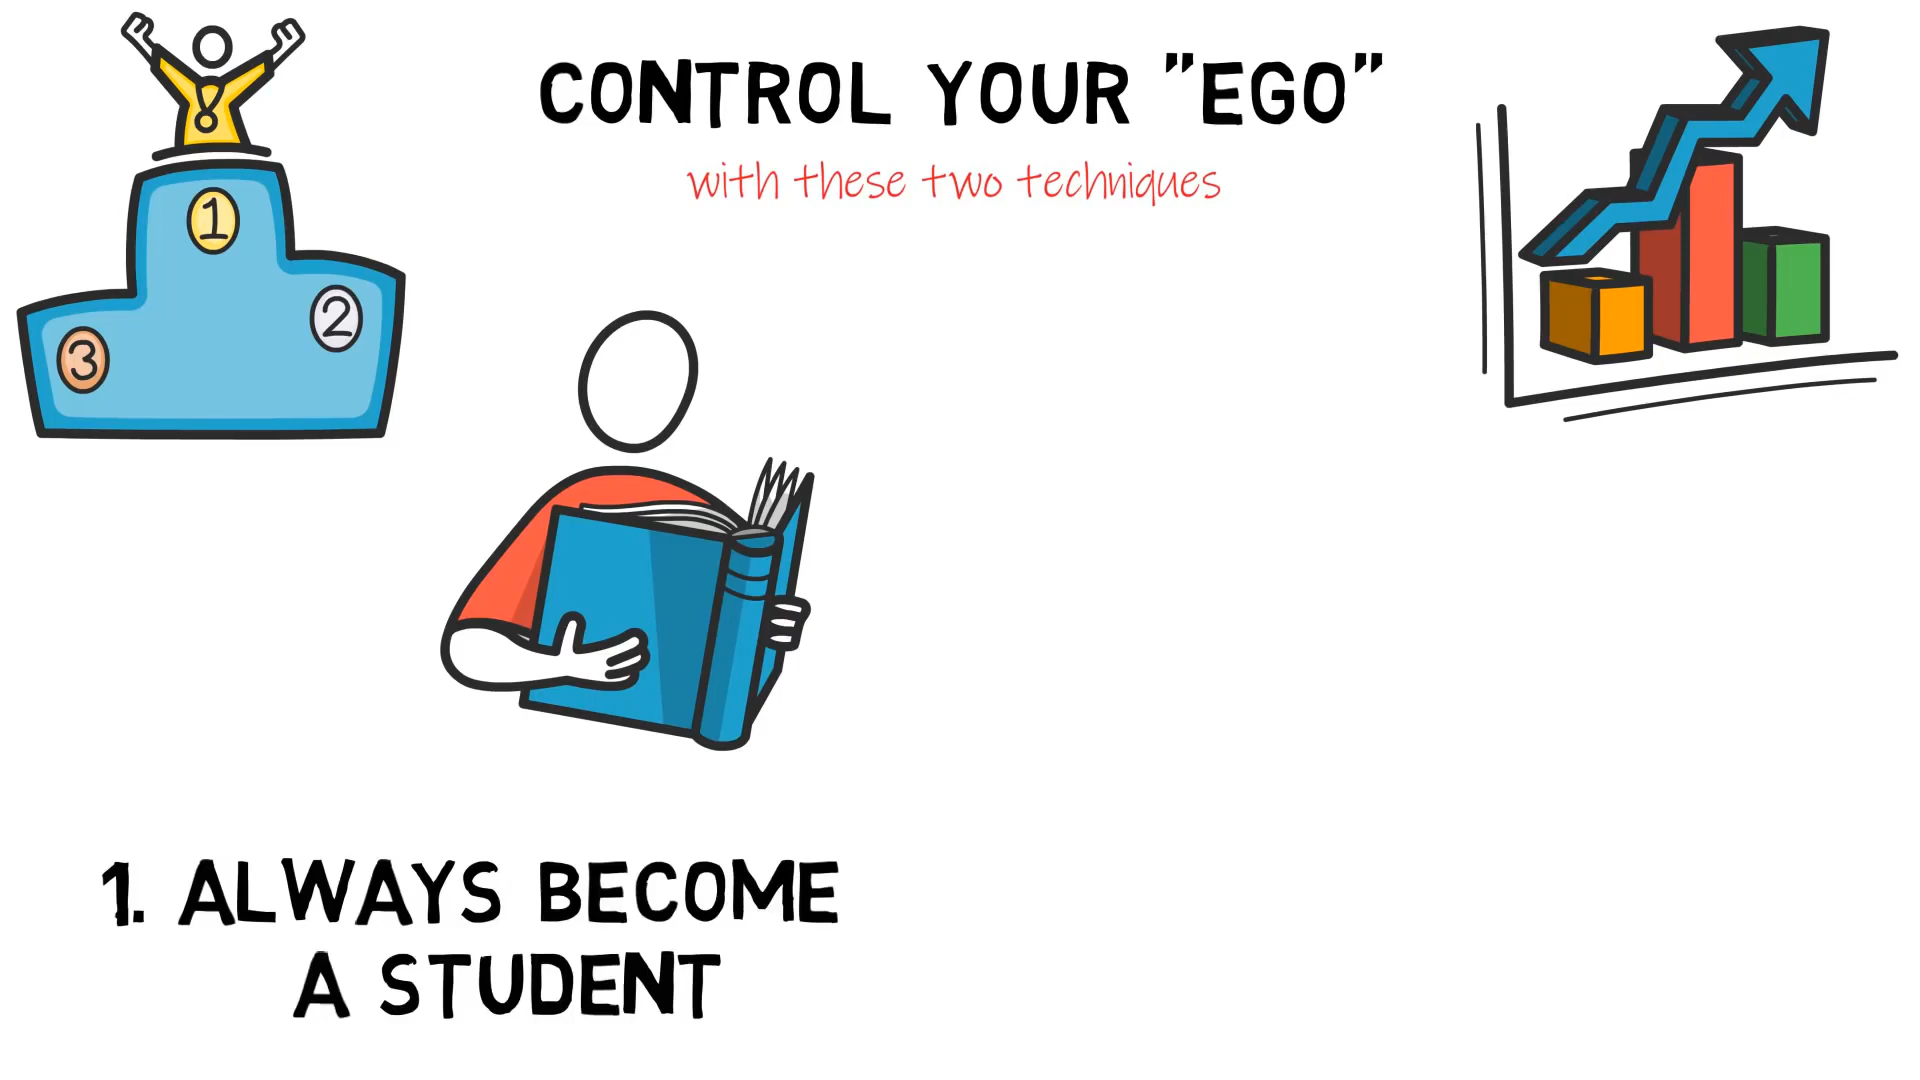 CONTROL YOUR "EGO"
with these two techniques
1
2
3
1. ALWAYS BECOME
A STUDENT